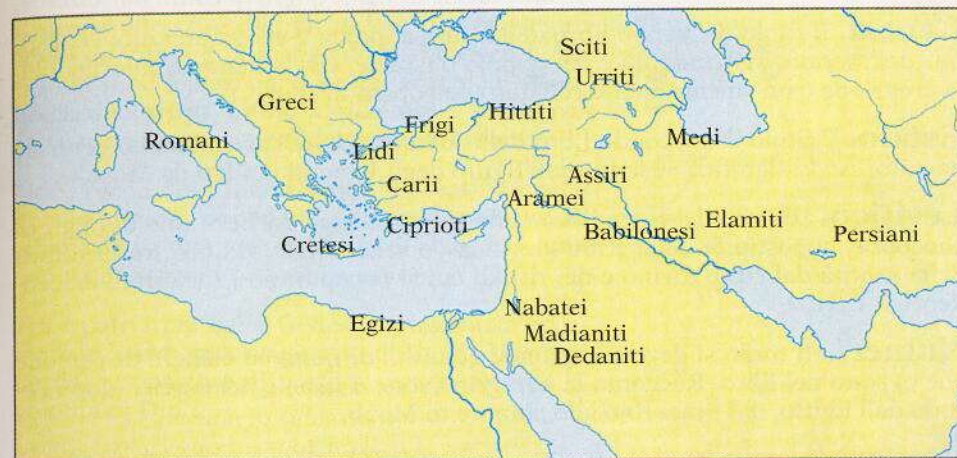 Sciti
Urriti
Greci
Hittiti
Frigi
Romani
Medi
Lidi
Assiri
Carii
Aramei
Ciprioti
Elamiti
Babilonesi
Persiani
Cretesi
Nabatei
Egizi
Madianiti
Dedaniti